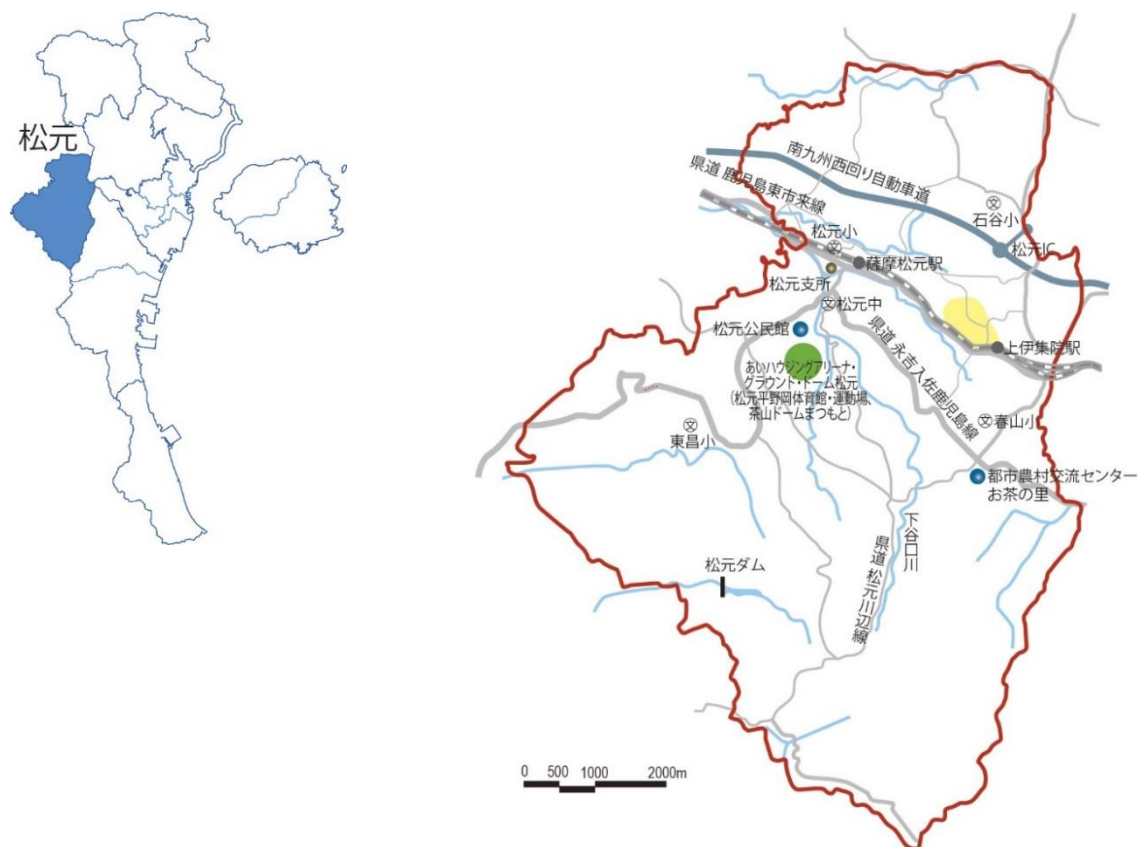 松元
南九州西回り自動車道
県道 鹿児島東市来線
文
石谷小
松元小
文
松元IC
薩摩松元駅
松元支所
文松元中
松元公民館
上伊集院駅
県道 永吉入佐鹿児島線
あいハウジングアリーナ・
グラウンド・ドーム松元
(松元平野岡体育館・運動場、
茶山ドームまつもと)
文春山小
文
東昌小
都市農村交流センター
お茶の里
下谷口川
県道 松元川辺線
松元ダム
0 500 1000 2000m